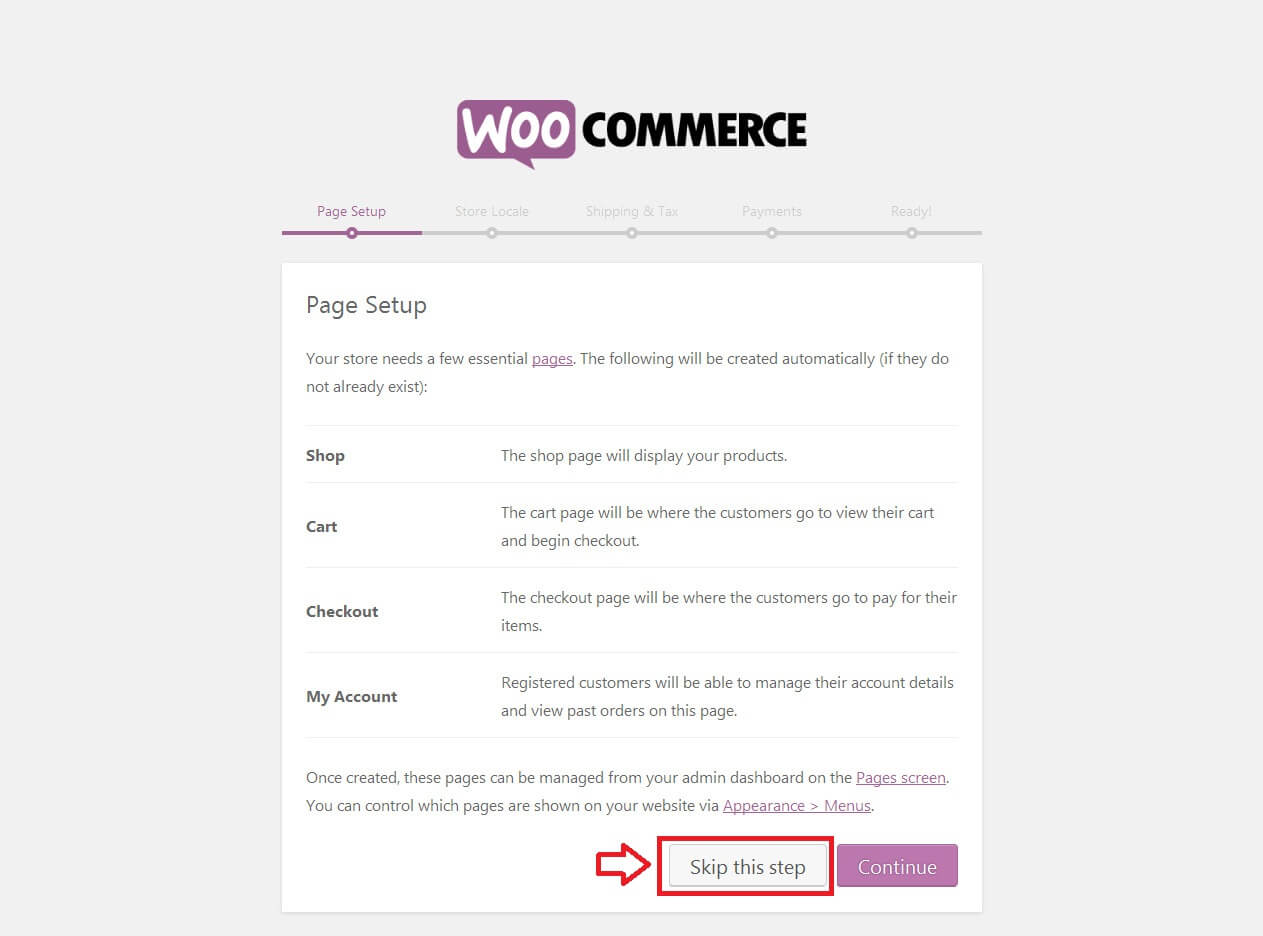 WOO COMMERCE
Page Setup Store Locale Shipping & Tax Payments Ready!
Page Setup
Your store needs a few essential pages. The following will be created automatically (if they do
not already exist):
Shop The shop page will display your products.
Cart The cart page will be where the customers go to view their cart
and begin checkout.
Checkout The checkout page will be where the customers go to pay for their
items.
My Account Registered customers will be able to manage their account details
and view past orders on this page.
Once created, these pages can be managed from your admin dashboard on the Pages screen.
You can control which pages are shown on your website via Appearance > Menus.
Skip this step Continue